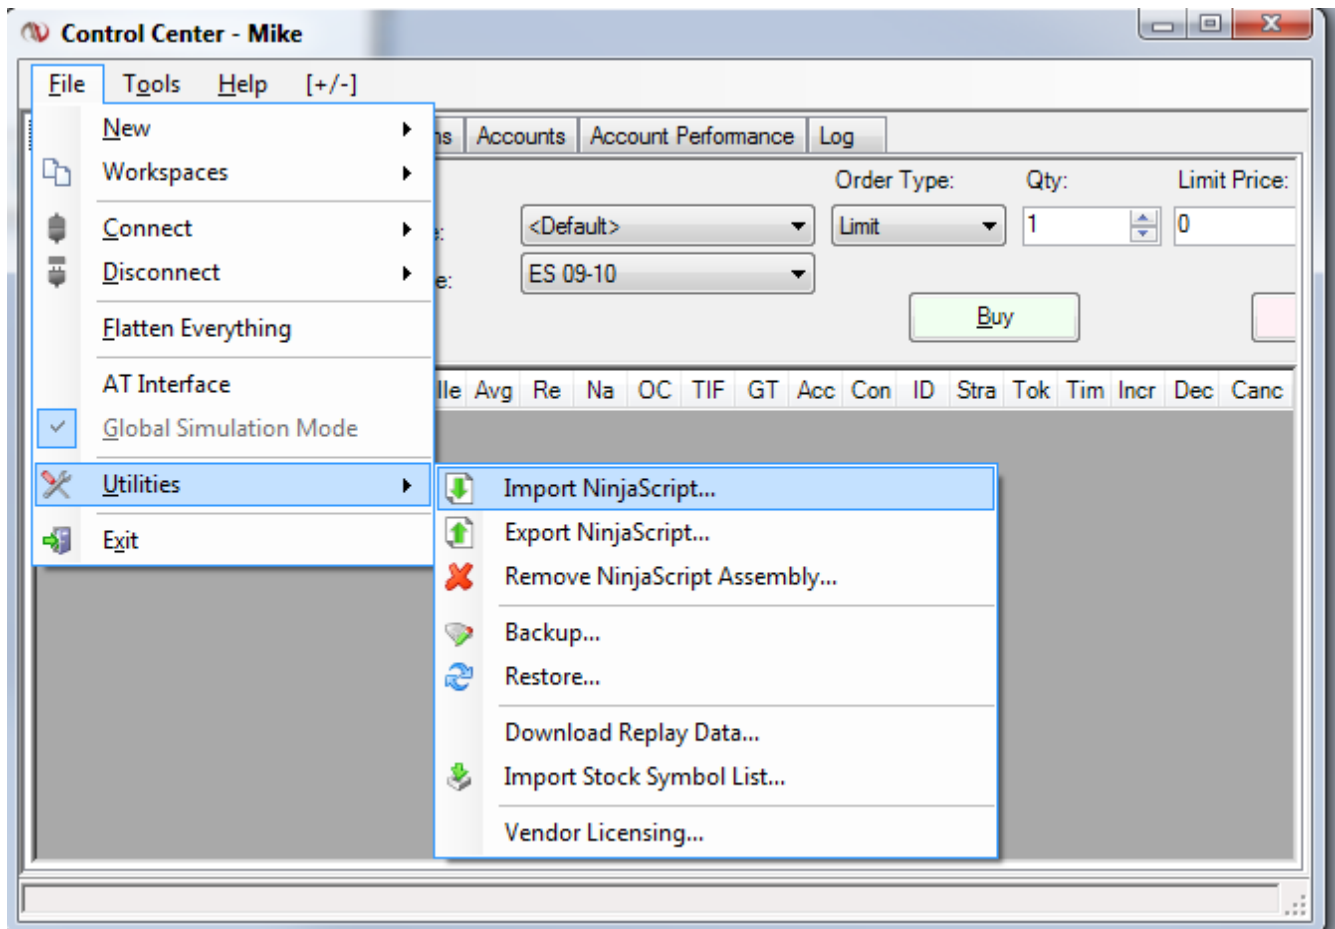 Control Center - Mike
File Tools Help [+/-]
New
Workspaces
Connect
Disconnect
Flatten Everything
AT Interface
Global Simulation Mode
Utilities
Exit
Accounts Account Performance Log
Order Type: Qty: Limit Price:
<Default> Limit 1 0
ES 09-10
Buy
Avg Re Na OC TIF GT Acc Con ID Stra Tok Tim Incr Dec Canc
Import NinjaScript...
Export NinjaScript...
Remove NinjaScript Assembly...
Backup...
Restore...
Download Replay Data...
Import Stock Symbol List...
Vendor Licensing...